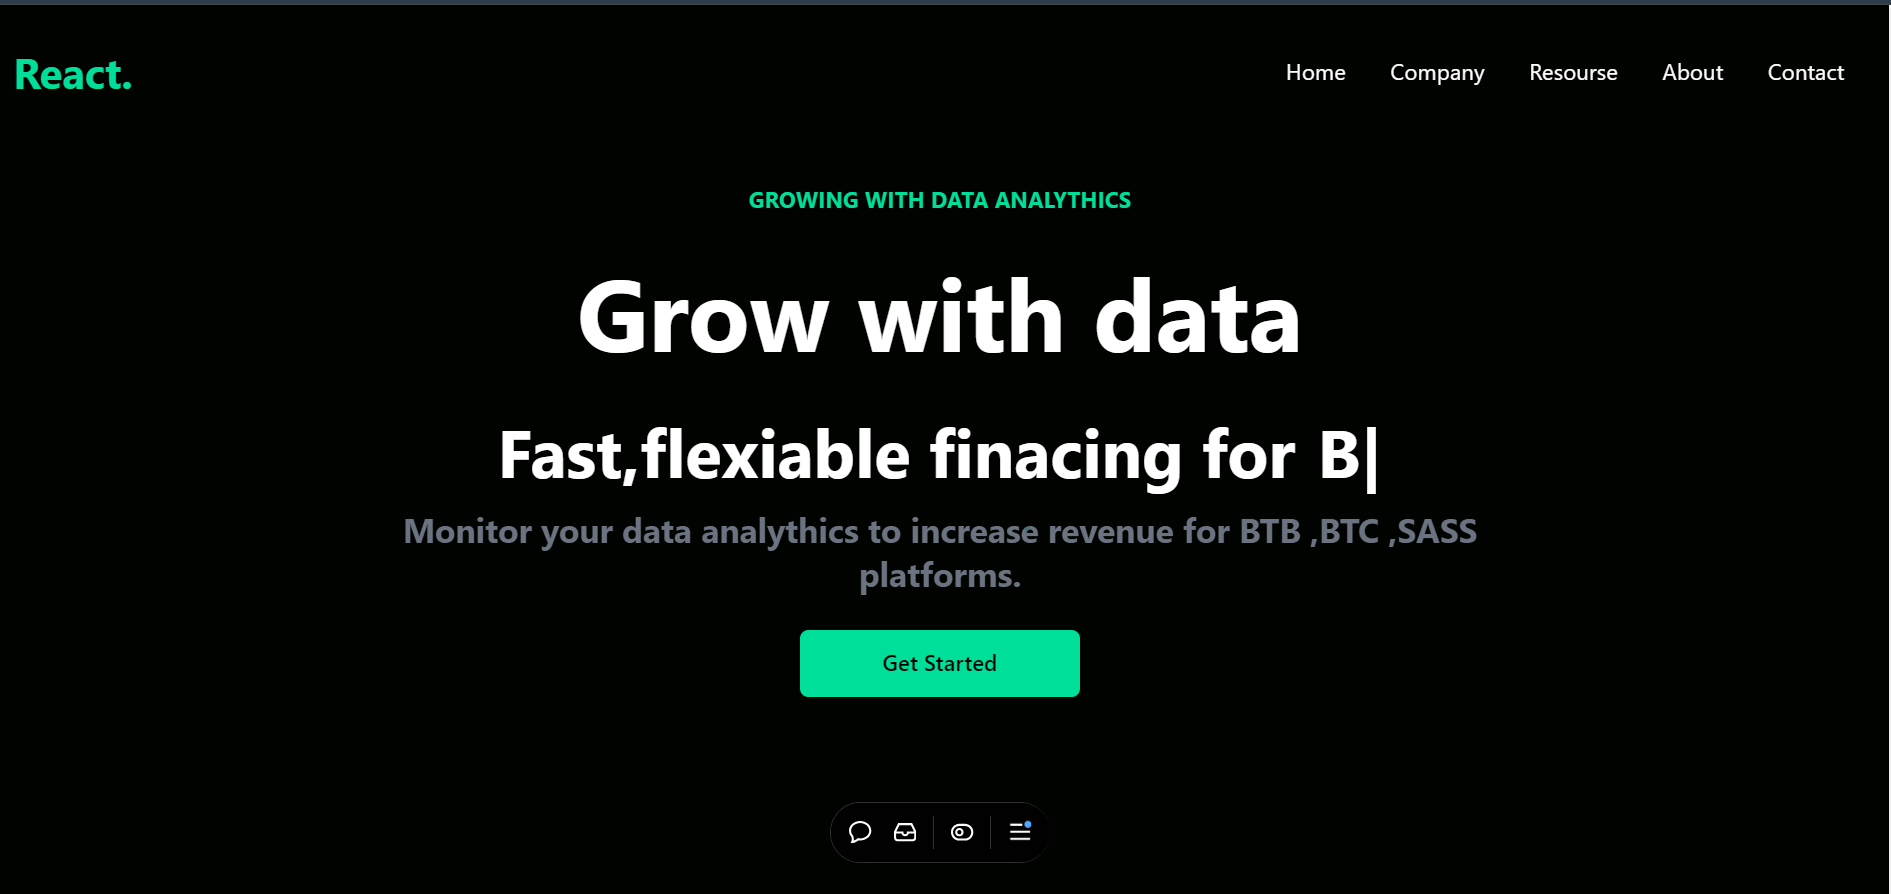 React.
Home Company Resourse About Contact
GROWING WITH DATA ANALYTHICS
Grow with data
Fast,flexiable finacing for B|
Monitor your data analythics to increase revenue for BTB ,BTC ,SASS
platforms.
Get Started